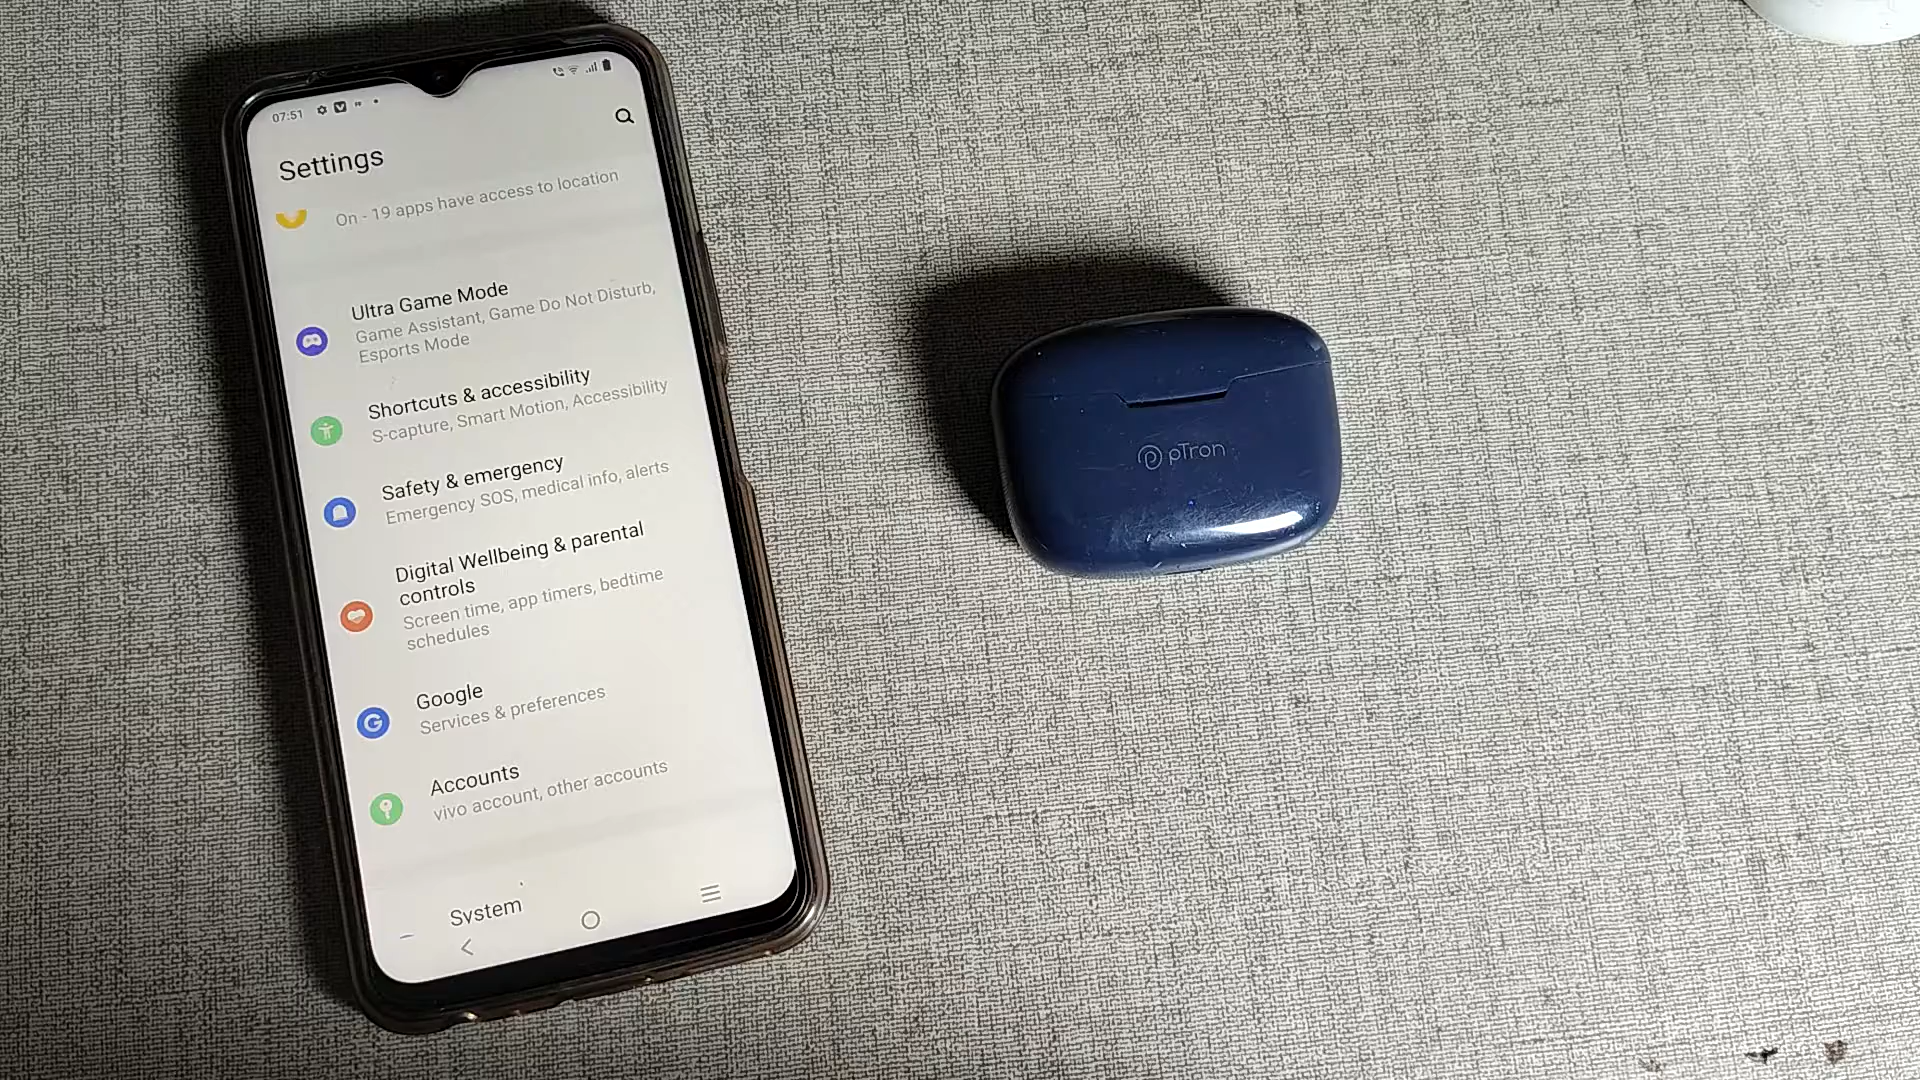 07:51
Settings
On - 19 apps have access to location
Ultra Game Mode
Game Assistant, Game Do Not Disturb,
Esports Mode
Shortcuts & accessibility
S-capture, Smart Motion, Accessibility
Safety & emergency
Emergency SOS, medical info, alerts
Digital Wellbeing & parental
controls
Screen time, app timers, bedtime
schedules
Google
Services & preferences
Accounts
vivo account, other accounts
System
pTron